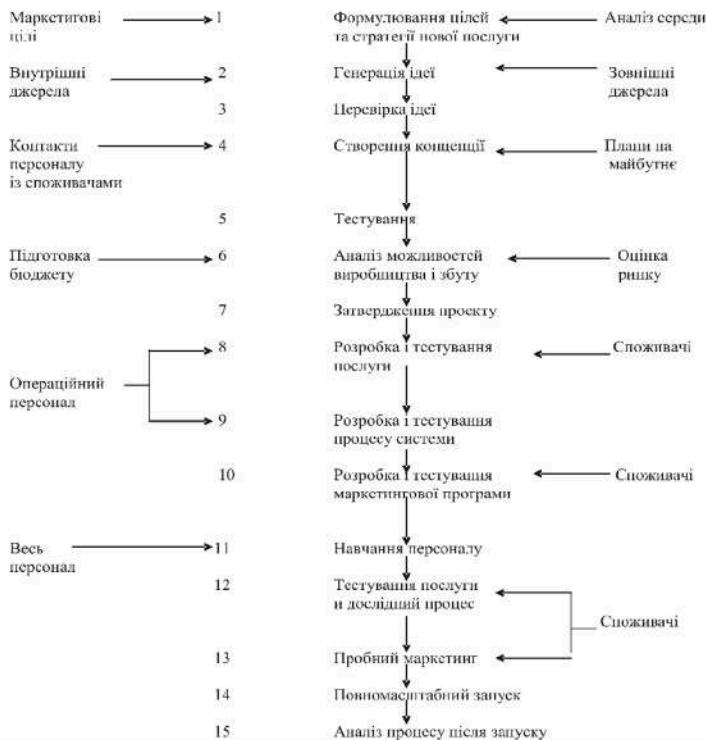 Маркетигові 1 Формулювання цілей Аналіз середи
цілі та стратегії нової послуги
Внутрішні 2 Генерація ідеї Зовнішні
джерела джерела
3 Перевірка ідеї
Контакти 4 Створення концепції Плани на
персоналу майбутнє
із споживачами
5 Тестування
Підготовка 6 Аналіз можливостей Оцінка
бюджету виробництва і збуту ринку
7 Затвердження проекту
8 Розробка і тестування Споживачі
послуги
Операційний
персонал
9 Розробка і тестування
процесу системи
10 Розробка і тестування Споживачі
маркетингової програми
Весь 11 Навчання персоналу
персонал
12 Тестування послуги
и дослідний процес
Споживачі
13 Пробний маркетинг
14 Повномасштабний запуск
15 Аналіз процесу після запуску